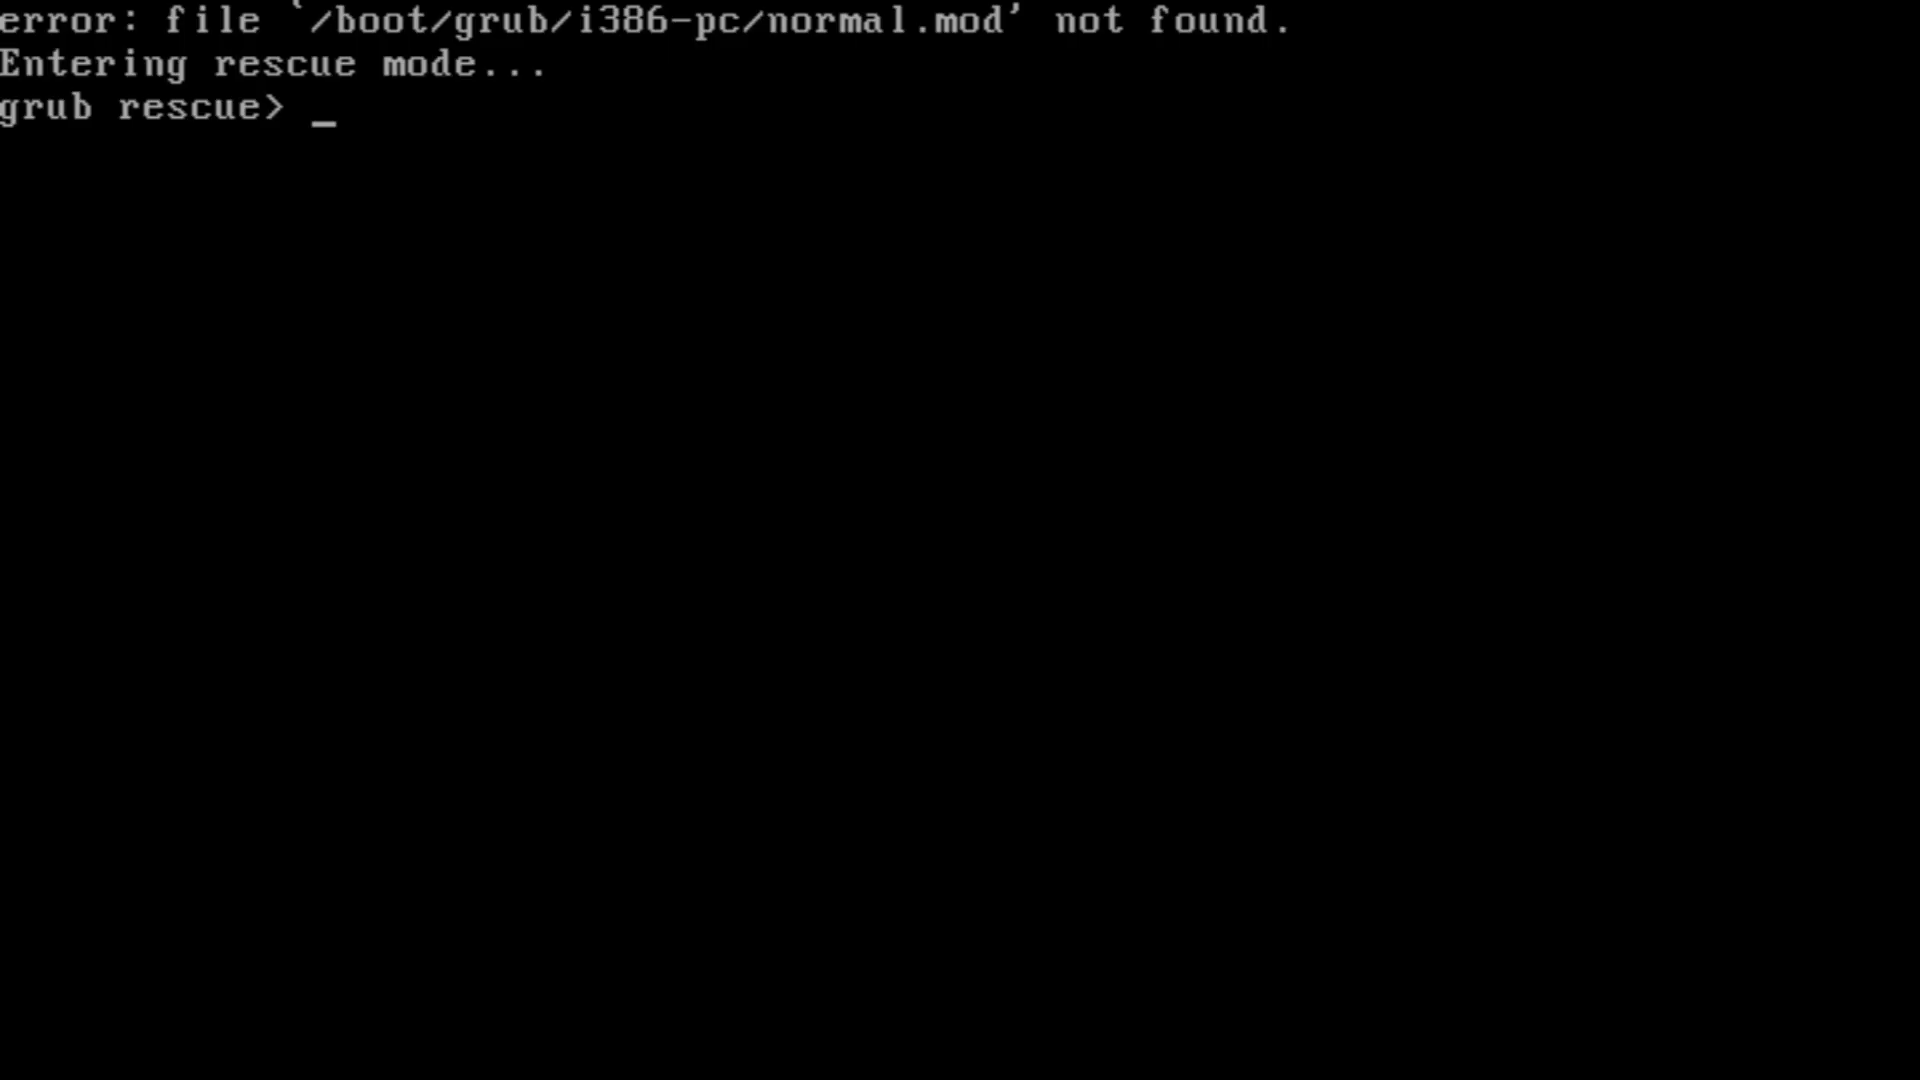 error: file `/boot/grub/i386-pc/normal.mod' not found.
Entering rescue mode...
grub rescue> _